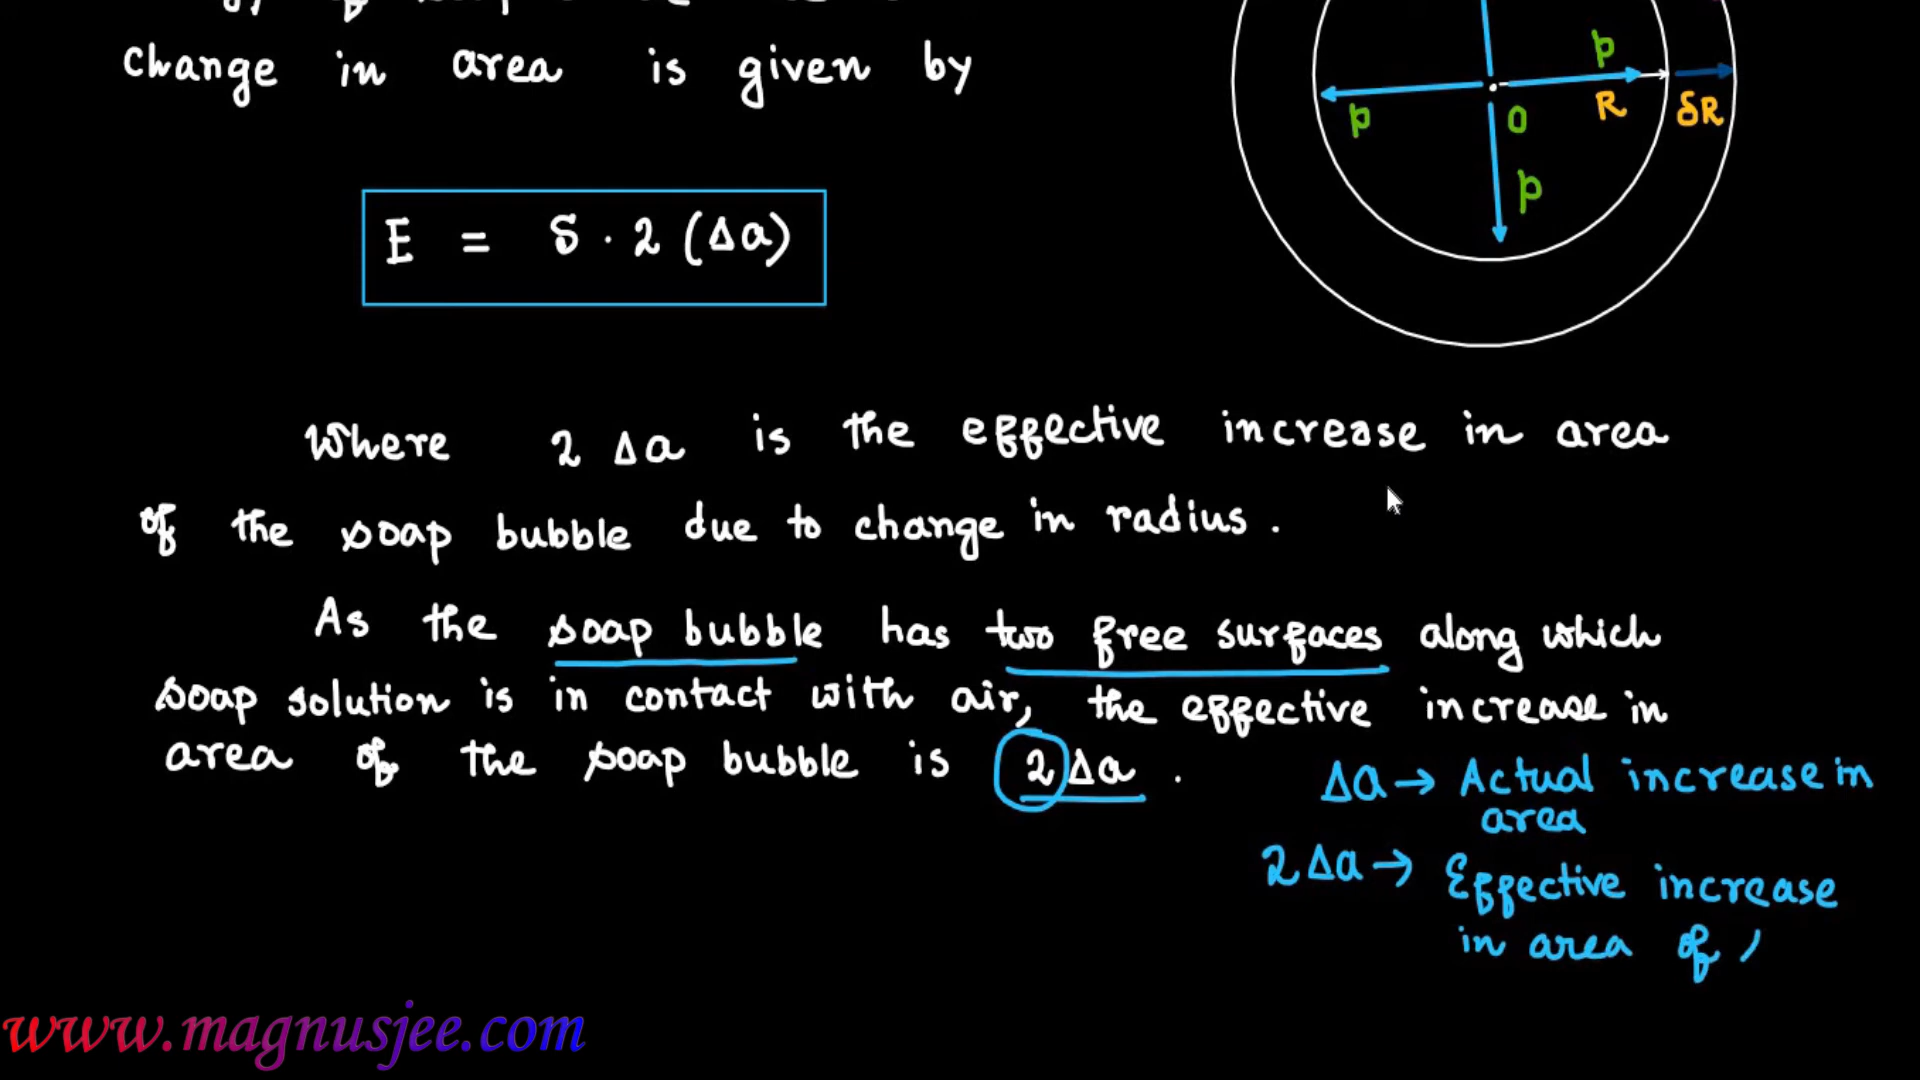 change in area is given by
p
p
R
δR
O
p
E = S · 2 (Δa)
Where 2 Δa is the effective increase in area
of the soap bubble due to change in radius .
As the soap bubble has two free surfaces along which
soap solution is in contact with air, the effective increase in
area of the soap bubble is 2Δa .
Δa → Actual increase in
area
2Δa → Effective increase
in area of
www.magnusjee.com